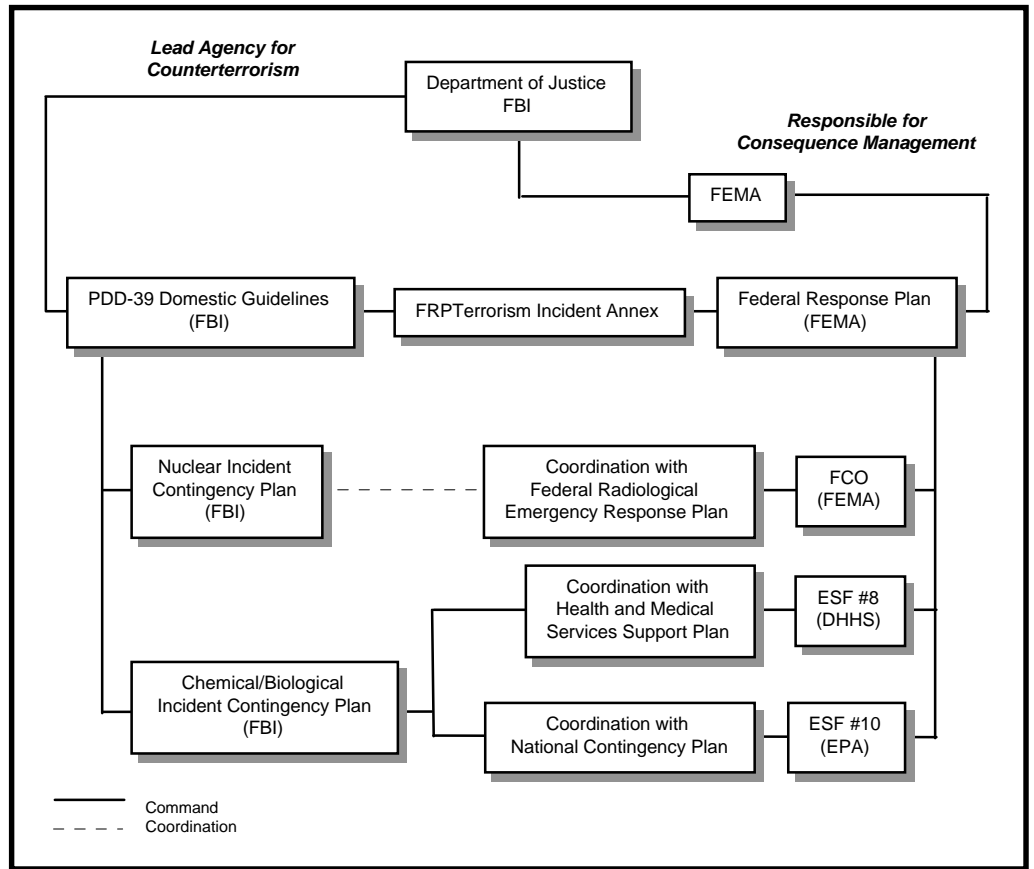 Lead Agency for
Counterterrorism
Department of Justice
FBI
Responsible for
Consequence Management
FEMA
PDD-39 Domestic Guidelines
(FBI)
FRPTerrorism Incident Annex
Federal Response Plan
(FEMA)
Nuclear Incident
Contingency Plan
(FBI)
Coordination with
Federal Radiological
Emergency Response Plan
FCO
(FEMA)
Coordination with
Health and Medical
Services Support Plan
ESF #8
(DHHS)
Chemical/Biological
Incident Contingency Plan
(FBI)
Coordination with
National Contingency Plan
ESF #10
(EPA)
Command
Coordination